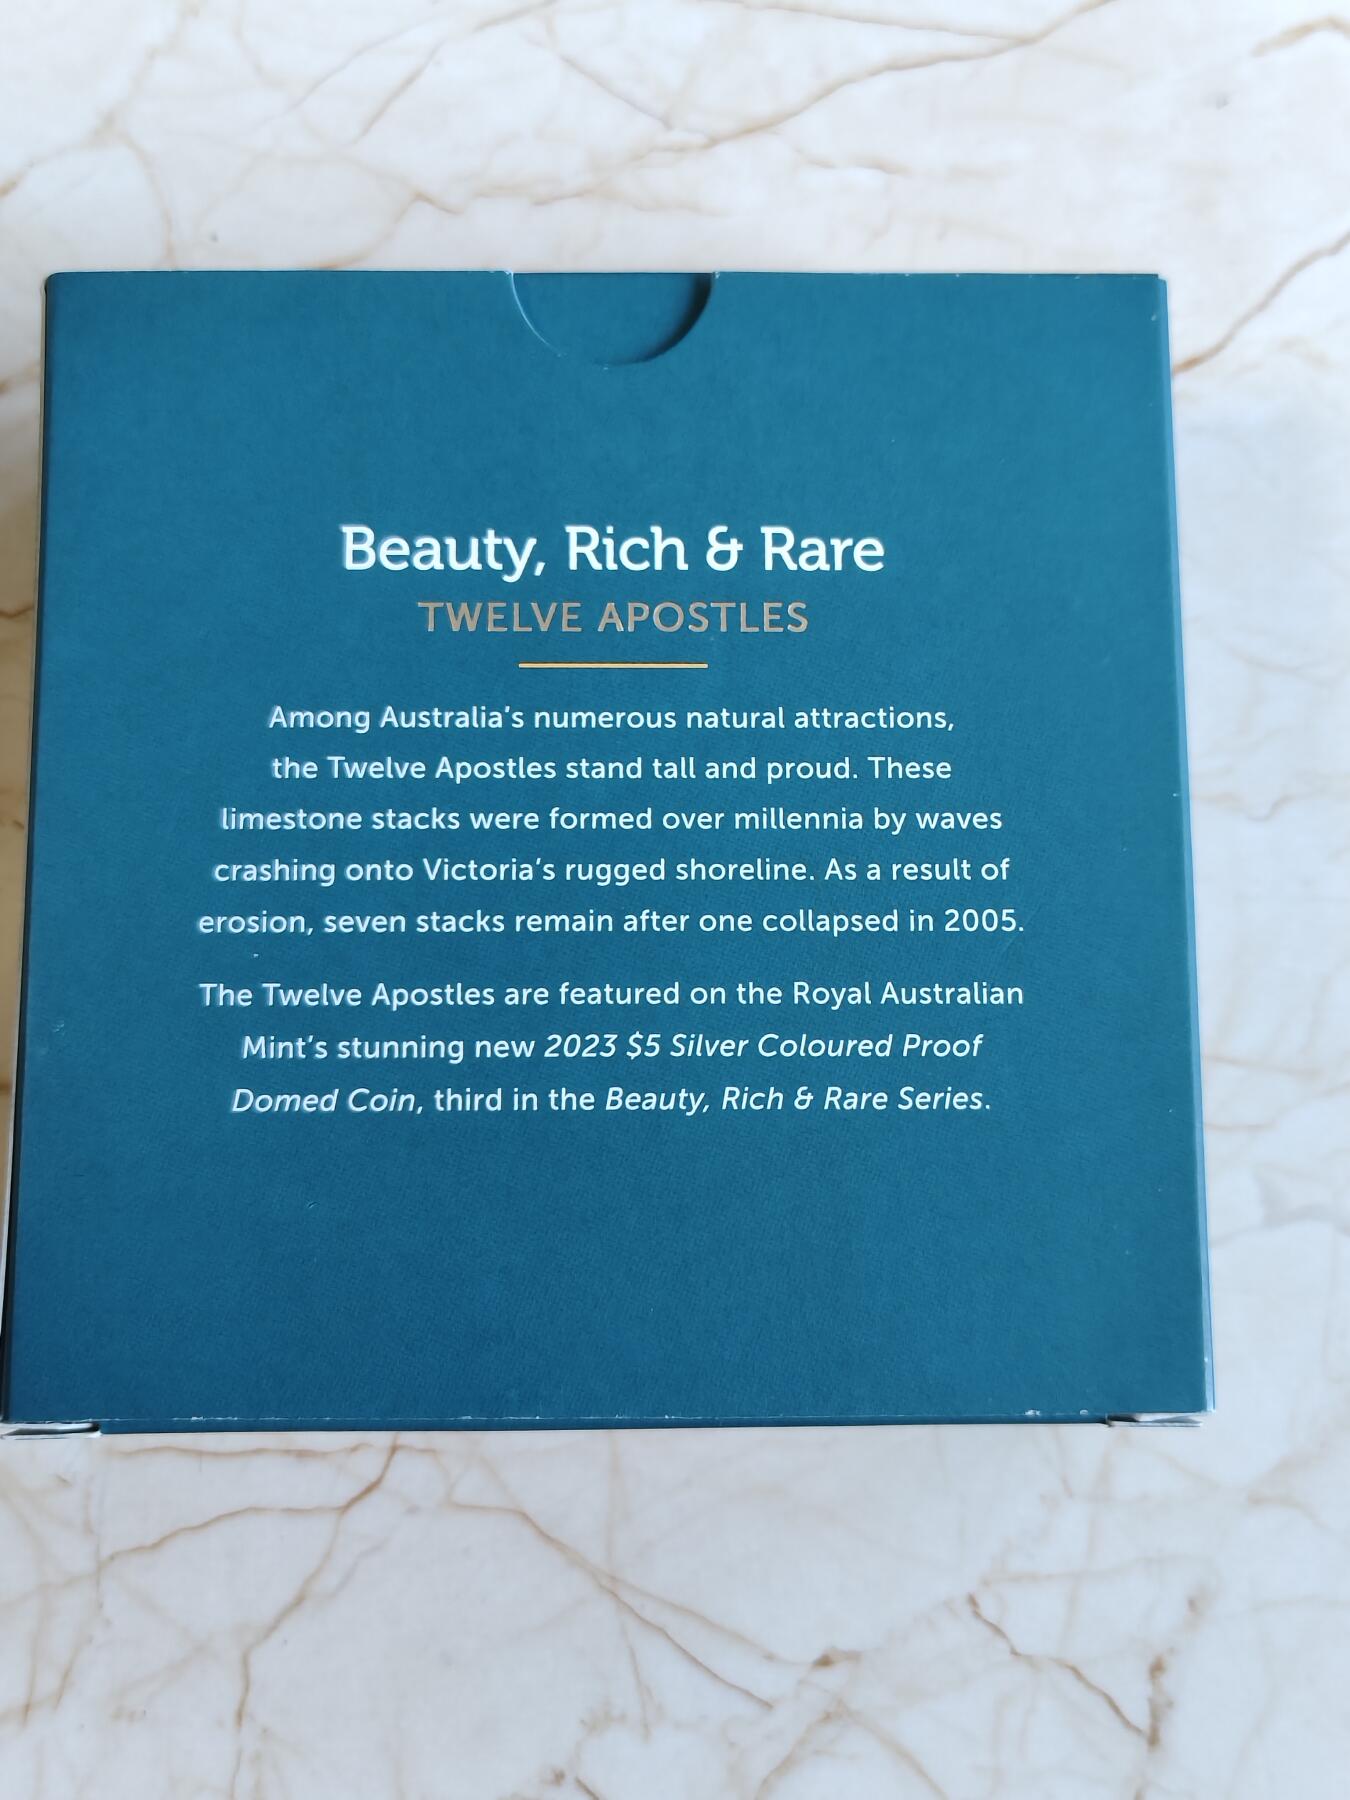 Beauty, Rich & Rare
TWELVE APOSTLES
Among Australia's numerous natural attractions,
the Twelve Apostles stand tall and proud. These
limestone stacks were formed over millennia by waves
crashing onto Victoria's rugged shoreline. As a result of
erosion, seven stacks remain after one collapsed in 2005.
The Twelve Apostles are featured on the Royal Australian
Mint's stunning new 2023 $5 Silver Coloured Proof
Domed Coin, third in the Beauty, Rich & Rare Series.